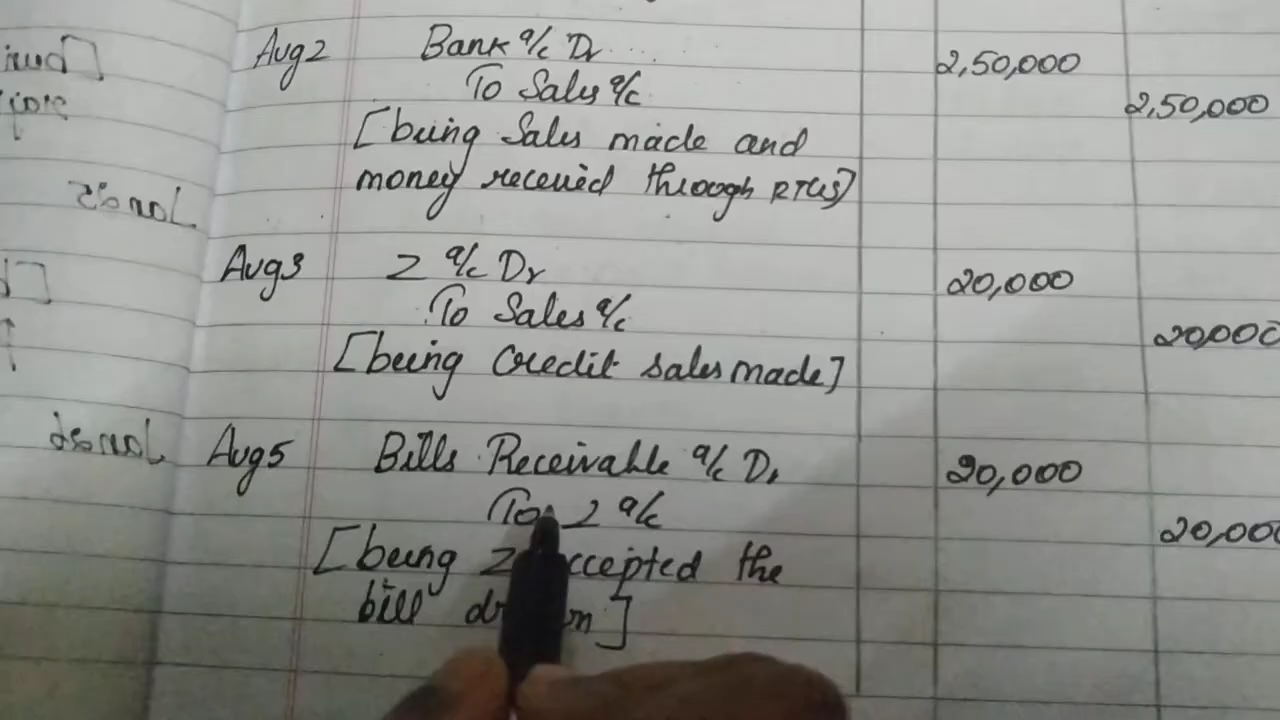 Aug 2 Bank a/c Dr 2,50,000
To Sales a/c 2,50,000
[being Sales made and
money received through RTGS]
Aug 3 Z a/c Dr 20,000
To Sales a/c 20,000
[being Credit sales made]
Aug 5 Bills Receivable a/c Dr 20,000
To Z a/c
[being Z accepted the
bill]